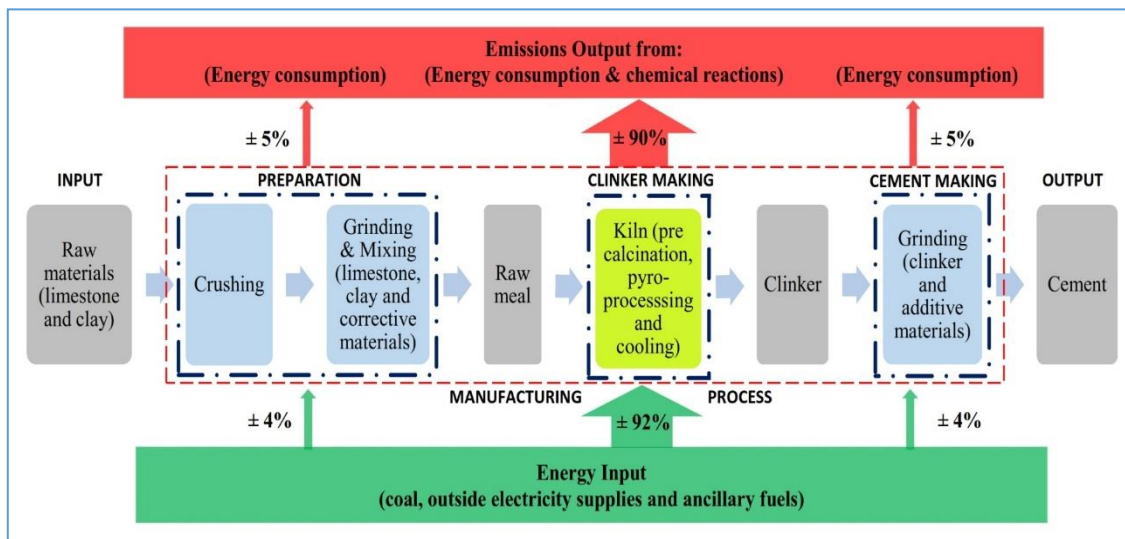 Emissions Output from:
(Energy consumption)
(Energy consumption & chemical reactions)
(Energy consumption)
± 5%
± 90%
± 5%
INPUT
PREPARATION
CLINKER MAKING
CEMENT MAKING
OUTPUT
Raw
materials
(limestone
and clay)
Crushing
Grinding
& Mixing
(limestone,
clay and
corrective
materials)
Raw
meal
Kiln (pre
calcination,
pyro-
processsing
and
cooling)
Clinker
Grinding
(clinker
and
additive
materials)
Cement
MANUFACTURING
PROCESS
± 4%
± 92%
± 4%
Energy Input
(coal, outside electricity supplies and ancillary fuels)